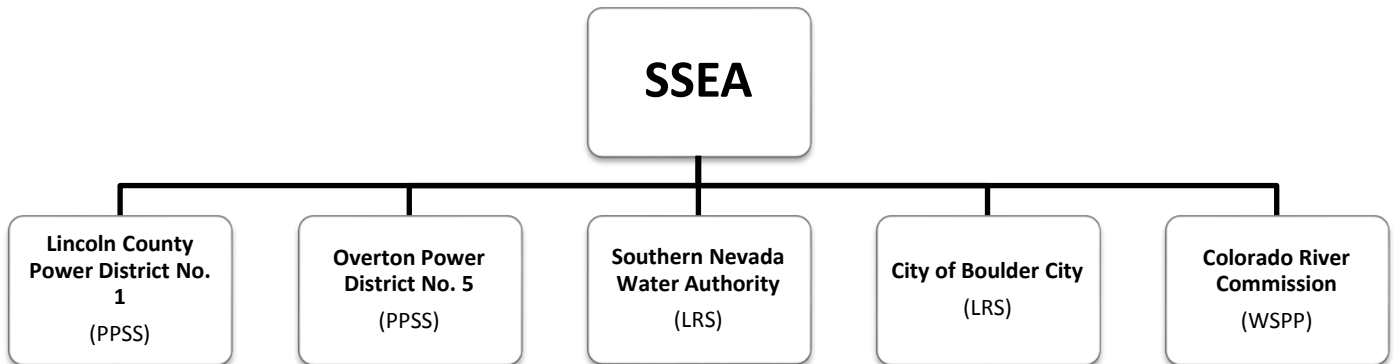 SSEA
Lincoln County
Power District No.
1
(PPSS)
Overton Power
District No. 5
(PPSS)
Southern Nevada
Water Authority
(LRS)
City of Boulder City
(LRS)
Colorado River
Commission
(WSPP)